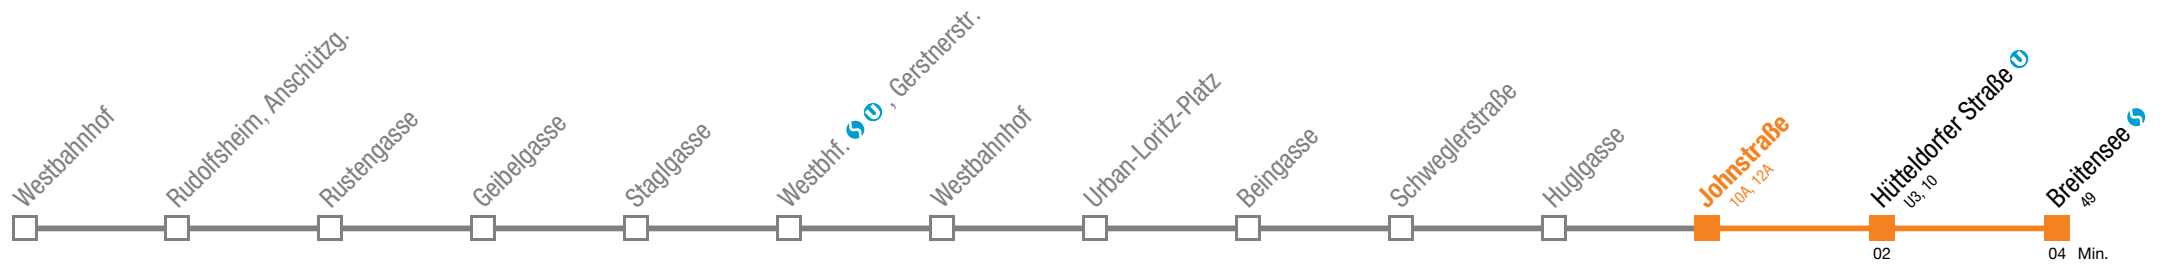 Westbahnhof
Rudolfsheim, Anschützg.
Rustengasse
Geibelgasse
Staglgasse
Westbhf. S U , Gerstnerstr.
Westbahnhof
Urban-Loritz-Platz
Beingasse
Schweglerstraße
Huglgasse
Johnstraße
10A, 12A
Hütteldorfer Straße U
U3, 10
Breitensee S
49
02
04 Min.